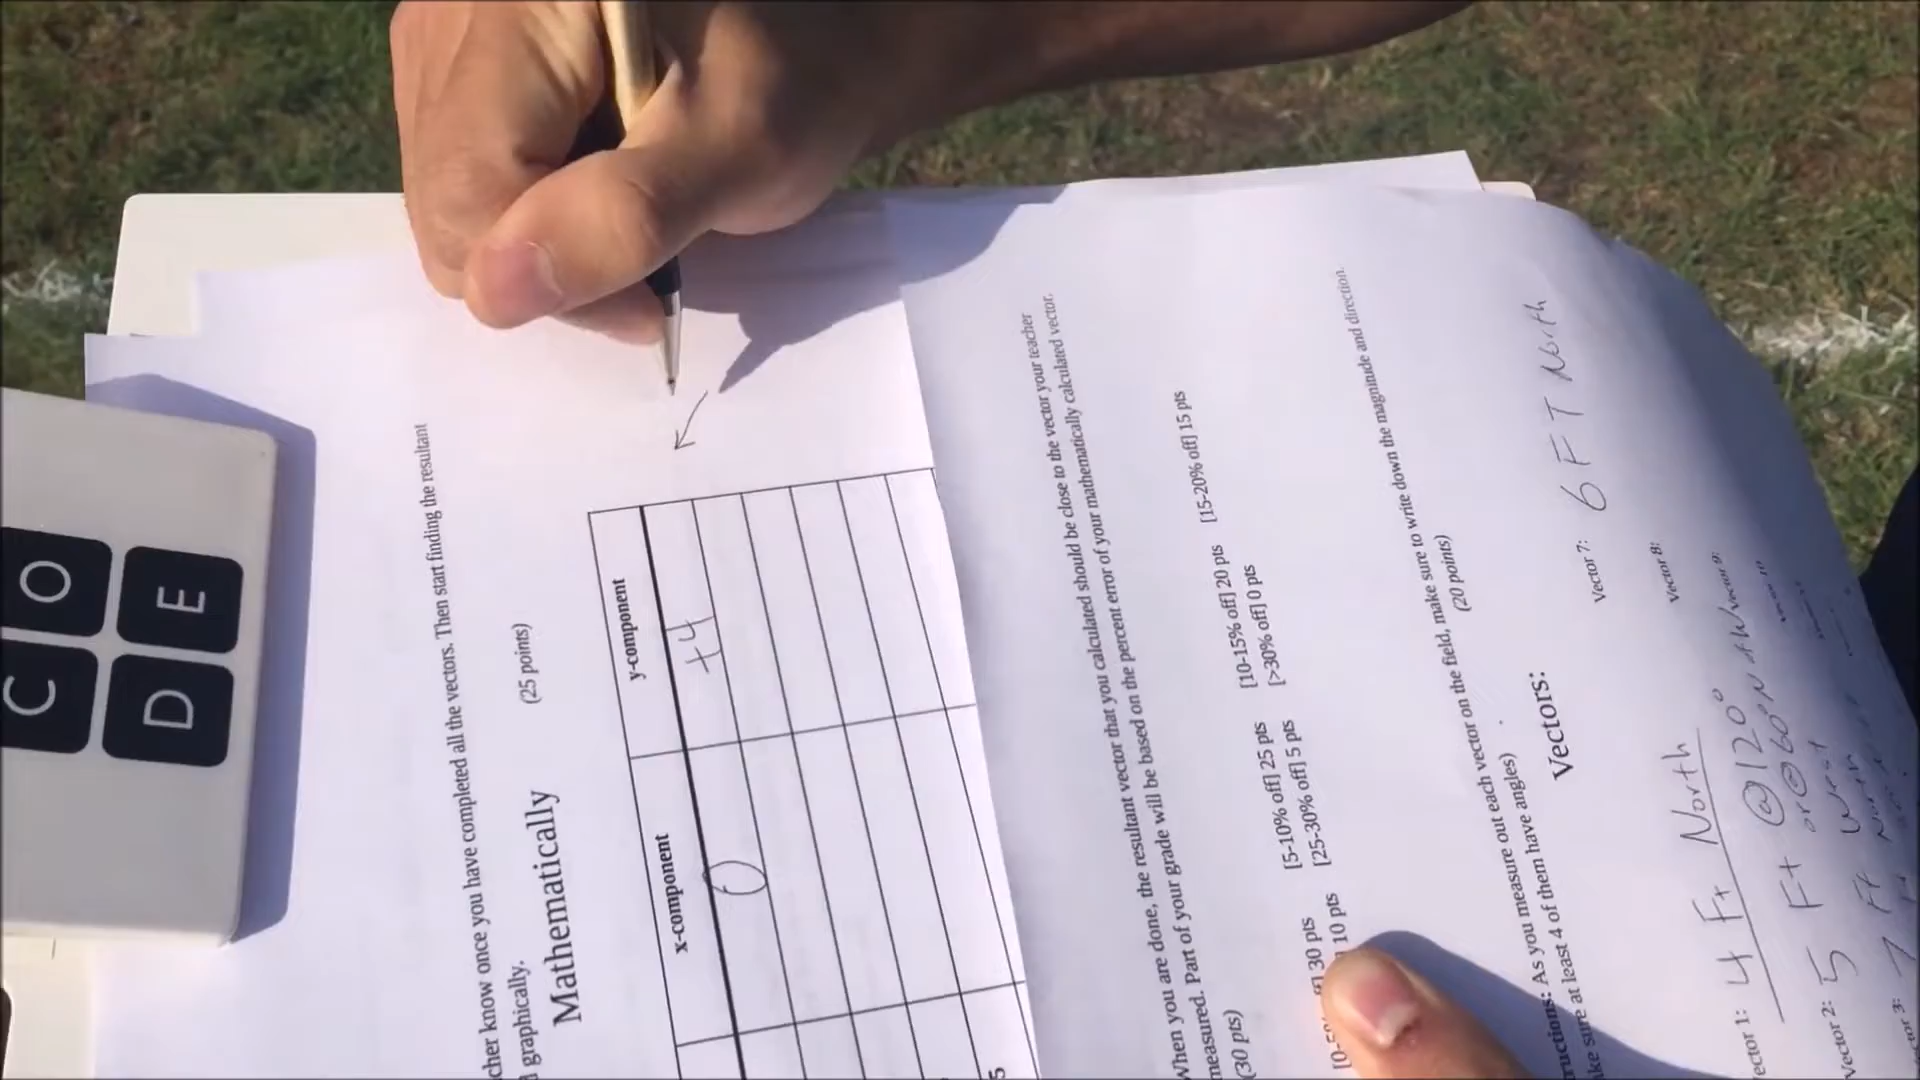 C O
D E
cher know once you have completed all the vectors. Then start finding the resultant
graphically.
(25 points)
Mathematically
x-component y-component
0 +4
5
When you are done, the resultant vector that you calculated should be close to the vector your teacher
measured. Part of your grade will be based on the percent error of your mathematically calculated vector.
(30 pts)
30 pts [5-10% off] 25 pts [10-15% off] 20 pts [15-20% off] 15 pts
10 pts [25-30% off] 5 pts [>30% off] 0 pts
ructions: As you measure out each vector on the field, make sure to write down the magnitude and direction.
ke sure at least 4 of them have angles) (20 points)
Vectors:
ector 1: 4 Ft North
Vector 7: 6 FT North
Vector 2: 5 Ft @120°
or @ 60° N of W
Vector 8:
ctor 3: 7 Ft West
Vector 9: